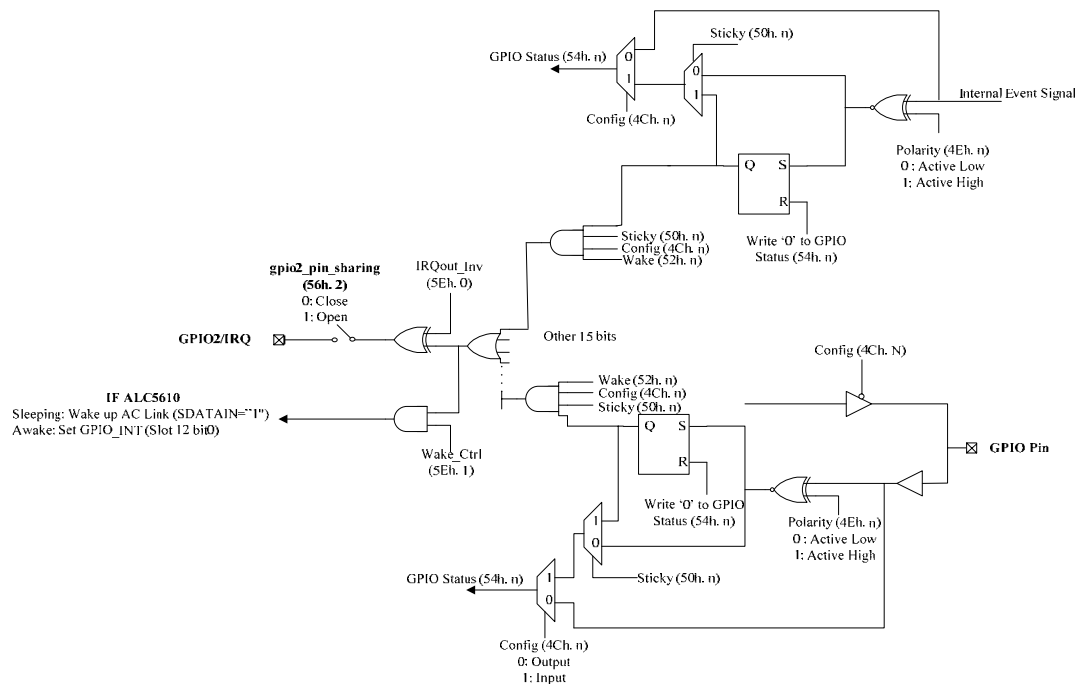 Sticky (50h. n)
GPIO Status (54h. n)
0
1
0
1
Config (4Ch. n)
Internal Event Signal
Polarity (4Eh. n)
0 : Active Low
1: Active High
Q S
R
Write ‘0’ to GPIO
Status (54h. n)
Sticky (50h. n)
Config (4Ch. n)
Wake (52h. n)
gpio2_pin_sharing
(56h. 2)
0: Close
1: Open
IRQout_Inv
(5Eh. 0)
GPIO2/IRQ
Other 15 bits
Config (4Ch. N)
IF ALC5610
Sleeping: Wake up AC Link (SDATAIN="1")
Awake: Set GPIO_INT (Slot 12 bit0)
Wake_Ctrl
(5Eh. 1)
Wake (52h. n)
Config (4Ch. n)
Sticky (50h. n)
Q S
R
GPIO Pin
Write ‘0’ to GPIO
Status (54h. n)
Polarity (4Eh. n)
0 : Active Low
1: Active High
1
0
Sticky (50h. n)
GPIO Status (54h. n)
1
0
Config (4Ch. n)
0: Output
1: Input